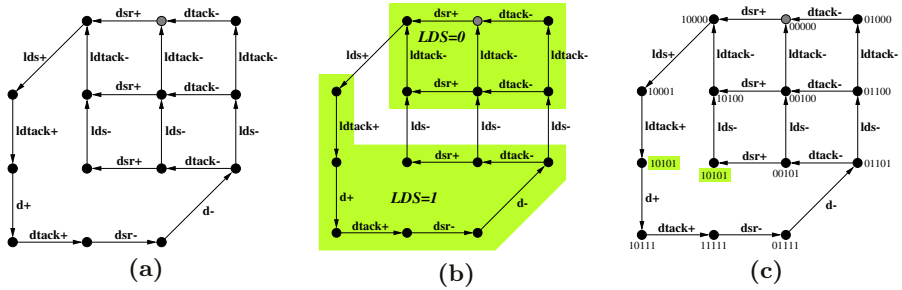 dsr+ dtack-
lds+ ldtack- ldtack- ldtack-
dsr+ dtack-
ldtack+ lds- lds- lds-
dsr+ dtack-
d+ d-
dtack+ dsr-
(a)
dsr+ dtack-
LDS=0
lds+ ldtack- ldtack- ldtack-
dsr+ dtack-
ldtack+ lds- lds- lds-
dsr+ dtack-
d+ LDS=1 d-
dtack+ dsr-
(b)
dsr+ dtack-
10000 00000 01000
lds+ ldtack- ldtack- ldtack-
dsr+ dtack-
10001 10100 00100 01100
ldtack+ lds- lds- lds-
dsr+ dtack-
10101 10101 00101 01101
d+ d-
dtack+ dsr-
10111 11111 01111
(c)